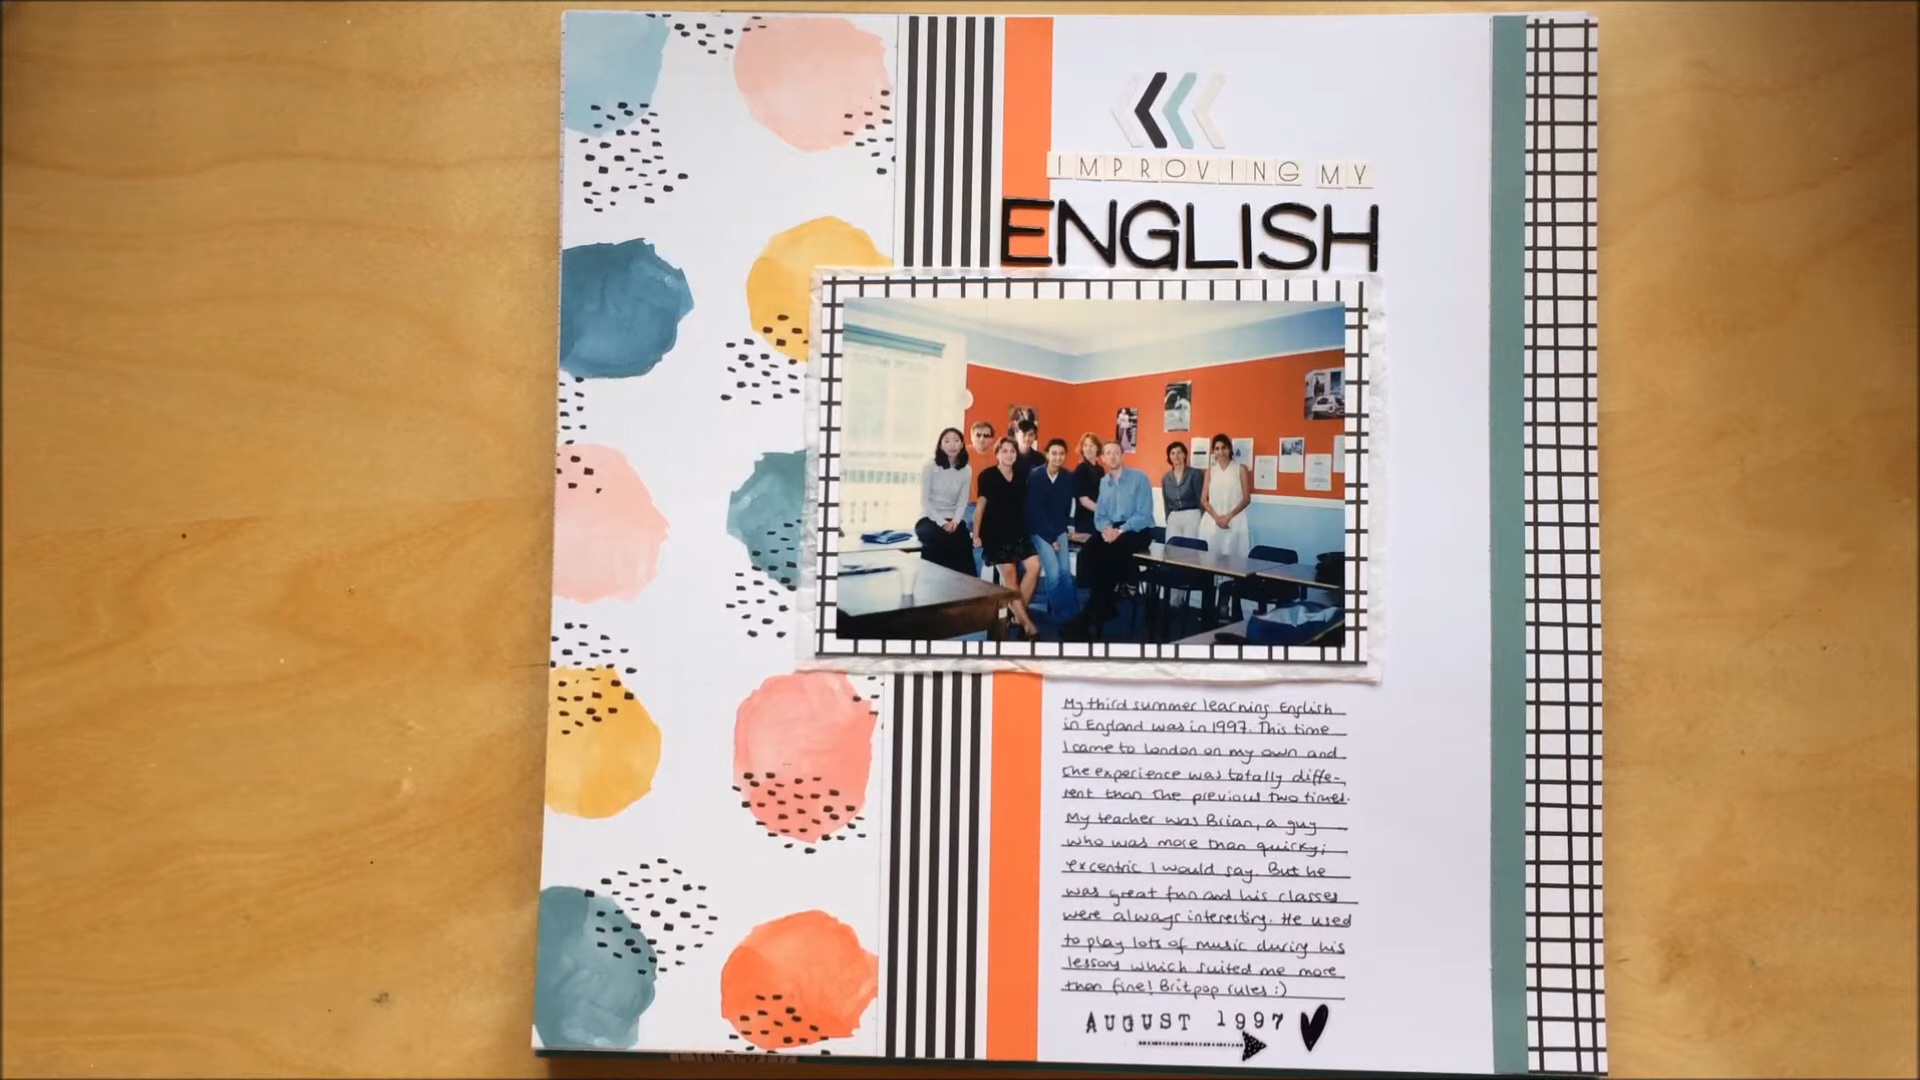 IMPROVING MY
ENGLISH
My third summer learning English
in England was in 1997. This time
I came to London on my own and
the experience was totally diffe-
rent than the previous two times.
My teacher was Brian, a guy
who was more than quirky;
excentric I would say. But he
was great fun and his classes
were always interesting. He used
to play lots of music during his
lessons which suited me more
than fine! Britpop rules :)
AUGUST 1997